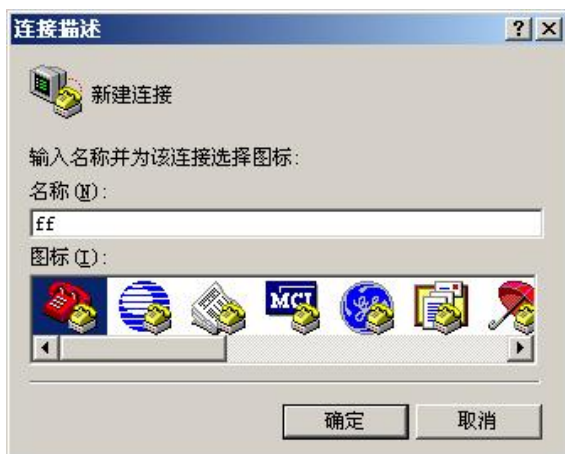 连接描述
新建连接
输入名称并为该连接选择图标:
名称(N):
ff
图标(I):
MCI
确定 取消